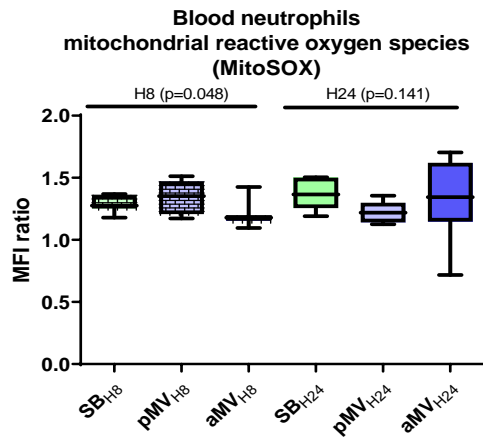 Blood neutrophils
mitochondrial reactive oxygen species
(MitoSOX)
H8 (p=0.048)
H24 (p=0.141)
2.0
1.5
1.0
0.5
0.0
MFI ratio
SBH8
pMVH8
aMVH8
SBH24
pMVH24
aMVH24